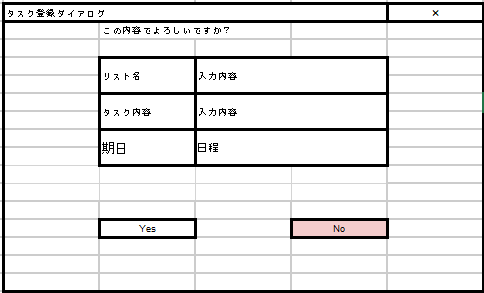 タスク登録ダイアログ ×
この内容でよろしいですか？
リスト名 入力内容
タスク内容 入力内容
期日 日程
Yes No